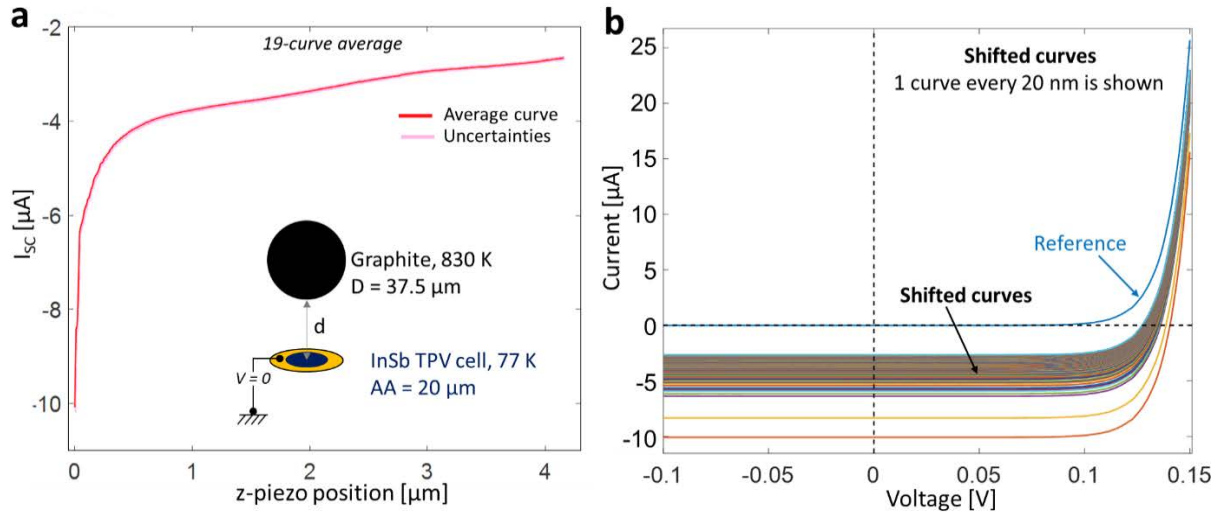 a
19-curve average
Average curve
Uncertainties
I_SC [µA]
-2
-4
-6
-8
-10
Graphite, 830 K
D = 37.5 µm
d
V = 0
InSb TPV cell, 77 K
AA = 20 µm
0 1 2 3 4
z-piezo position [µm]
b
Shifted curves
1 curve every 20 nm is shown
Current [µA]
25
20
15
10
5
0
-5
-10
Reference
Shifted curves
-0.1 -0.05 0 0.05 0.1 0.15
Voltage [V]